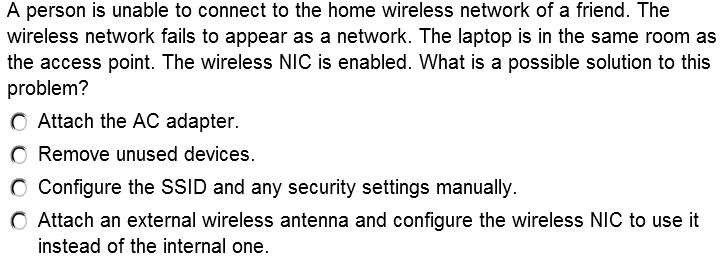 A person is unable to connect to the home wireless network of a friend. The
wireless network fails to appear as a network. The laptop is in the same room as
the access point. The wireless NIC is enabled. What is a possible solution to this
problem?
Attach the AC adapter.
Remove unused devices.
Configure the SSID and any security settings manually.
Attach an external wireless antenna and configure the wireless NIC to use it
instead of the internal one.